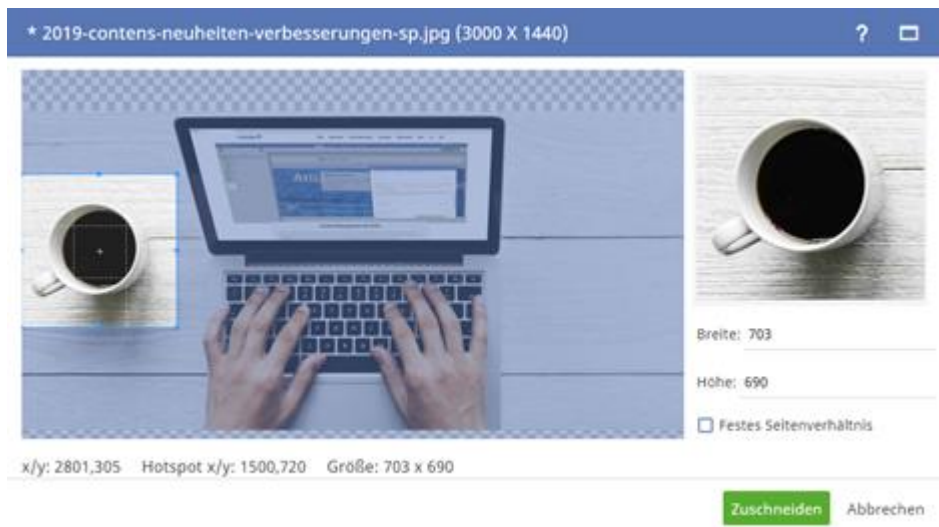 * 2019-contens-neuheiten-verbesserungen-sp.jpg (3000 X 1440)
?
Breite: 703
Höhe: 690
Festes Seitenverhältnis
x/y: 2801,305 Hotspot x/y: 1500,720 Größe: 703 x 690
Zuschneiden Abbrechen